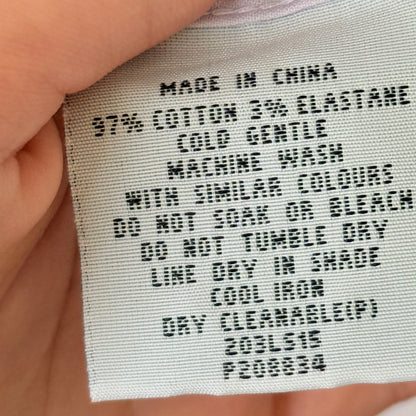 MADE IN CHINA
97% COTTON 3% ELASTANE
COLD GENTLE
MACHINE WASH
WITH SIMILAR COLOURS
DO NOT SOAK OR BLEACH
DO NOT TUMBLE DRY
LINE DRY IN SHADE
COOL IRON
DRY CLEANABLE(P)
203LS15
P208834